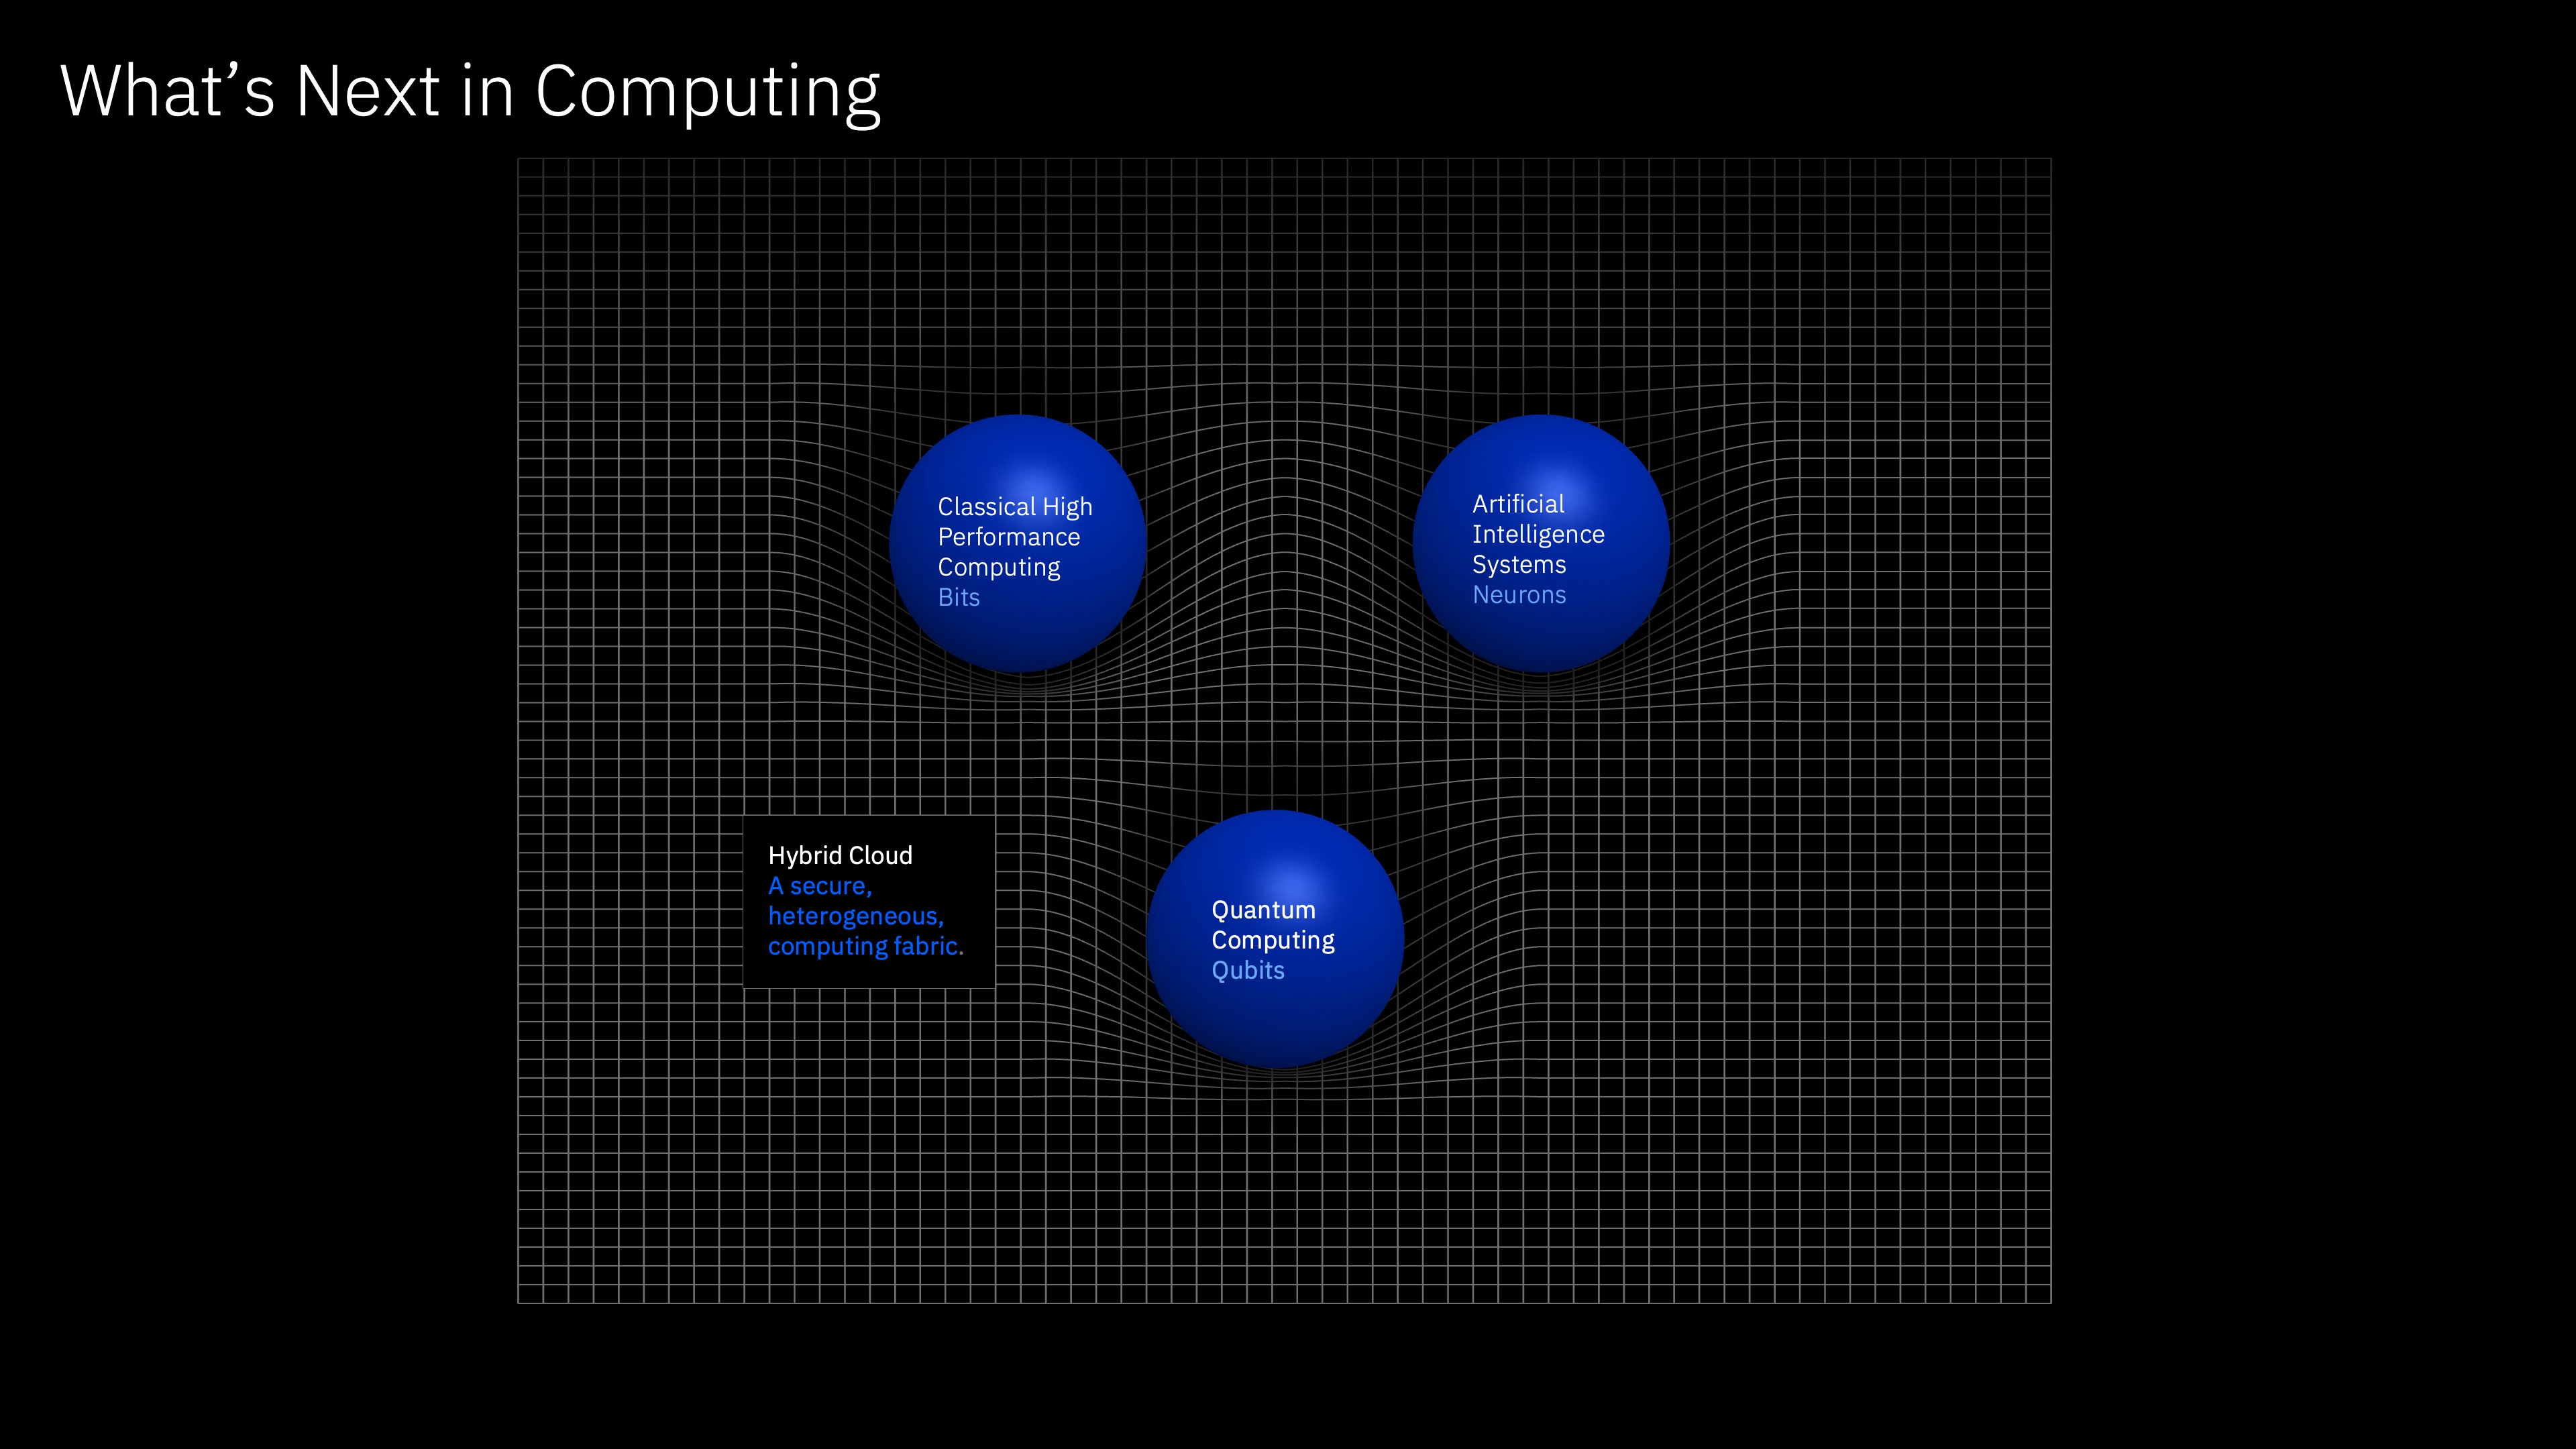 What’s Next in Computing
Classical High
Performance
Computing
Bits
Artificial
Intelligence
Systems
Neurons
Hybrid Cloud
A secure,
heterogeneous,
computing fabric.
Quantum
Computing
Qubits